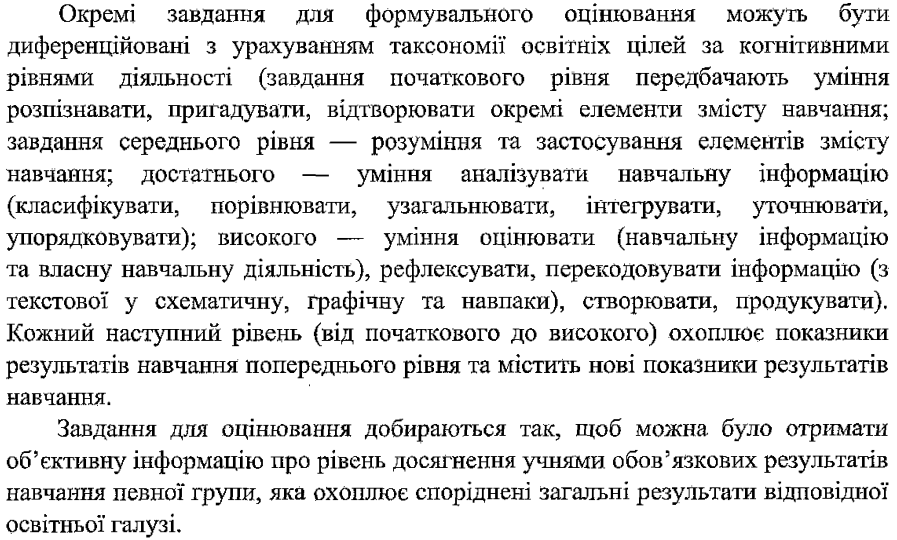 Окремі завдання для формувального оцінювання можуть бути
диференційовані з урахуванням таксономії освітніх цілей за когнітивними
рівнями діяльності (завдання початкового рівня передбачають уміння
розпізнавати, пригадувати, відтворювати окремі елементи змісту навчання;
завдання середнього рівня — розуміння та застосування елементів змісту
навчання; достатнього — уміння аналізувати навчальну інформацію
(класифікувати, порівнювати, узагальнювати, інтегрувати, уточнювати,
упорядковувати); високого — уміння оцінювати (навчальну інформацію
та власну навчальну діяльність), рефлексувати, перекодовувати інформацію (з
текстової у схематичну, графічну та навпаки), створювати, продукувати).
Кожний наступний рівень (від початкового до високого) охоплює показники
результатів навчання попереднього рівня та містить нові показники результатів
навчання.
Завдання для оцінювання добираються так, щоб можна було отримати
об’єктивну інформацію про рівень досягнення учнями обов’язкових результатів
навчання певної групи, яка охоплює споріднені загальні результати відповідної
освітньої галузі.